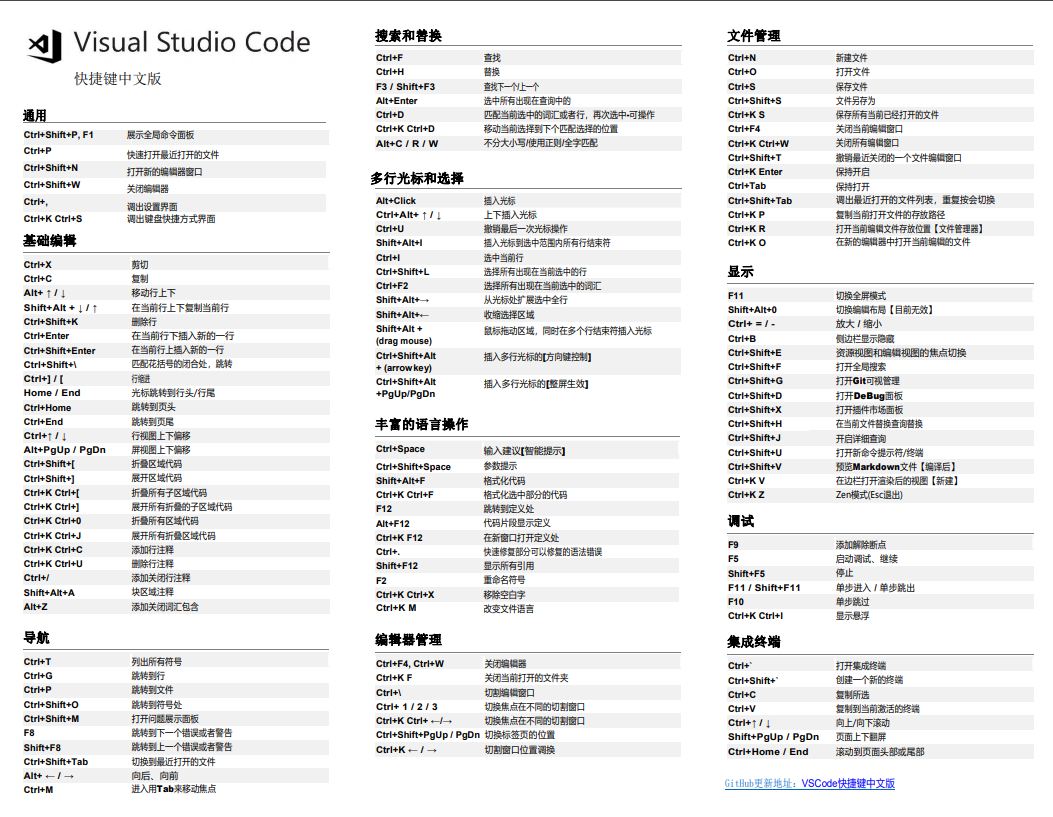 Visual Studio Code
快捷键中文版
通用
Ctrl+Shift+P, F1 展示全局命令面板
Ctrl+P 快速打开最近打开的文件
Ctrl+Shift+N 打开新的编辑器窗口
Ctrl+Shift+W 关闭编辑器
Ctrl+, 调出设置界面
Ctrl+K Ctrl+S 调出键盘快捷方式界面
基础编辑
Ctrl+X 剪切
Ctrl+C 复制
Alt+ ↑ / ↓ 移动行上下
Shift+Alt + ↓ / ↑ 在当前行上下复制当前行
Ctrl+Shift+K 删除行
Ctrl+Enter 在当前行下插入新的一行
Ctrl+Shift+Enter 在当前行上插入新的一行
Ctrl+Shift+\ 匹配花括号的闭合处，跳转
Ctrl+] / [ 行缩进
Home / End 光标跳转到行头/行尾
Ctrl+Home 跳转到页头
Ctrl+End 跳转到页尾
Ctrl+↑ / ↓ 行视图上下偏移
Alt+PgUp / PgDn 屏视图上下偏移
Ctrl+Shift+[ 折叠区域代码
Ctrl+Shift+] 展开区域代码
Ctrl+K Ctrl+[ 折叠所有子区域代码
Ctrl+K Ctrl+] 展开所有折叠的子区域代码
Ctrl+K Ctrl+0 折叠所有区域代码
Ctrl+K Ctrl+J 展开所有折叠区域代码
Ctrl+K Ctrl+C 添加行注释
Ctrl+K Ctrl+U 删除行注释
Ctrl+/ 添加关闭行注释
Shift+Alt+A 块区域注释
Alt+Z 添加关闭词汇包含
导航
Ctrl+T 列出所有符号
Ctrl+G 跳转到行
Ctrl+P 跳转到文件
Ctrl+Shift+O 跳转到符号处
Ctrl+Shift+M 打开问题展示面板
F8 跳转到下一个错误或者警告
Shift+F8 跳转到上一个错误或者警告
Ctrl+Shift+Tab 切换到最近打开的文件
Alt+ ← / → 向后、向前
Ctrl+M 进入用Tab来移动焦点
搜索和替换
Ctrl+F 查找
Ctrl+H 替换
F3 / Shift+F3 查找下一个/上一个
Alt+Enter 选中所有出现在查询中的
Ctrl+D 匹配当前选中的词汇或者行，再次选中-可操作
Ctrl+K Ctrl+D 移动当前选择到下个匹配选择的位置
Alt+C / R / W 不分大小写/使用正则/全字匹配
多行光标和选择
Alt+Click 插入光标
Ctrl+Alt+ ↑ / ↓ 上下插入光标
Ctrl+U 撤销最后一次光标操作
Shift+Alt+I 插入光标到选中范围内所有行结束符
Ctrl+I 选中当前行
Ctrl+Shift+L 选择所有出现在当前选中的行
Ctrl+F2 选择所有出现在当前选中的词汇
Shift+Alt+→ 从光标处扩展选中全行
Shift+Alt+← 收缩选择区域
Shift+Alt + 鼠标拖动区域，同时在多个行结束符插入光标
(drag mouse)
Ctrl+Shift+Alt 插入多行光标的[方向键控制]
+ (arrow key)
Ctrl+Shift+Alt 插入多行光标的[整屏生效]
+PgUp/PgDn
丰富的语言操作
Ctrl+Space 输入建议[智能提示]
Ctrl+Shift+Space 参数提示
Shift+Alt+F 格式化代码
Ctrl+K Ctrl+F 格式化选中部分的代码
F12 跳转到定义处
Alt+F12 代码片段显示定义
Ctrl+K F12 在新窗口打开定义处
Ctrl+. 快速修复部分可以修复的语法错误
Shift+F12 显示所有引用
F2 重命名符号
Ctrl+K Ctrl+X 移除空白字
Ctrl+K M 改变文件语言
编辑器管理
Ctrl+F4, Ctrl+W 关闭编辑器
Ctrl+K F 关闭当前打开的文件夹
Ctrl+\ 切割编辑窗口
Ctrl+ 1 / 2 / 3 切换焦点在不同的切割窗口
Ctrl+K Ctrl+ ←/→ 切换焦点在不同的切割窗口
Ctrl+Shift+PgUp / PgDn 切换标签页的位置
Ctrl+K ← / → 切割窗口位置调换
文件管理
Ctrl+N 新建文件
Ctrl+O 打开文件
Ctrl+S 保存文件
Ctrl+Shift+S 文件另存为
Ctrl+K S 保存所有当前已经打开的文件
Ctrl+F4 关闭当前编辑窗口
Ctrl+K Ctrl+W 关闭所有编辑窗口
Ctrl+Shift+T 撤销最近关闭的一个文件编辑窗口
Ctrl+K Enter 保持开启
Ctrl+Tab 保持打开
Ctrl+Shift+Tab 调出最近打开的文件列表，重复按会切换
Ctrl+K P 复制当前打开文件的存放路径
Ctrl+K R 打开当前编辑文件存放位置【文件管理器】
Ctrl+K O 在新的编辑器中打开当前编辑的文件
显示
F11 切换全屏模式
Shift+Alt+0 切换编辑布局【目前无效】
Ctrl+ = / - 放大 / 缩小
Ctrl+B 侧边栏显示隐藏
Ctrl+Shift+E 资源视图和编辑视图的焦点切换
Ctrl+Shift+F 打开全局搜索
Ctrl+Shift+G 打开Git可视管理
Ctrl+Shift+D 打开DeBug面板
Ctrl+Shift+X 打开插件市场面板
Ctrl+Shift+H 在当前文件替换查询替换
Ctrl+Shift+J 开启详细查询
Ctrl+Shift+U 打开新命令提示符/终端
Ctrl+Shift+V 预览Markdown文件【编译后】
Ctrl+K V 在边栏打开渲染后的视图【新建】
Ctrl+K Z Zen模式(Esc退出)
调试
F9 添加解除断点
F5 启动调试、继续
Shift+F5 停止
F11 / Shift+F11 单步进入 / 单步跳出
F10 单步跳过
Ctrl+K Ctrl+I 显示悬浮
集成终端
Ctrl+` 打开集成终端
Ctrl+Shift+` 创建一个新的终端
Ctrl+C 复制所选
Ctrl+V 复制到当前激活的终端
Ctrl+↑ / ↓ 向上/向下滚动
Shift+PgUp / PgDn 页面上下翻屏
Ctrl+Home / End 滚动到页面头部或尾部
GitHub更新地址：VSCode快捷键中文版